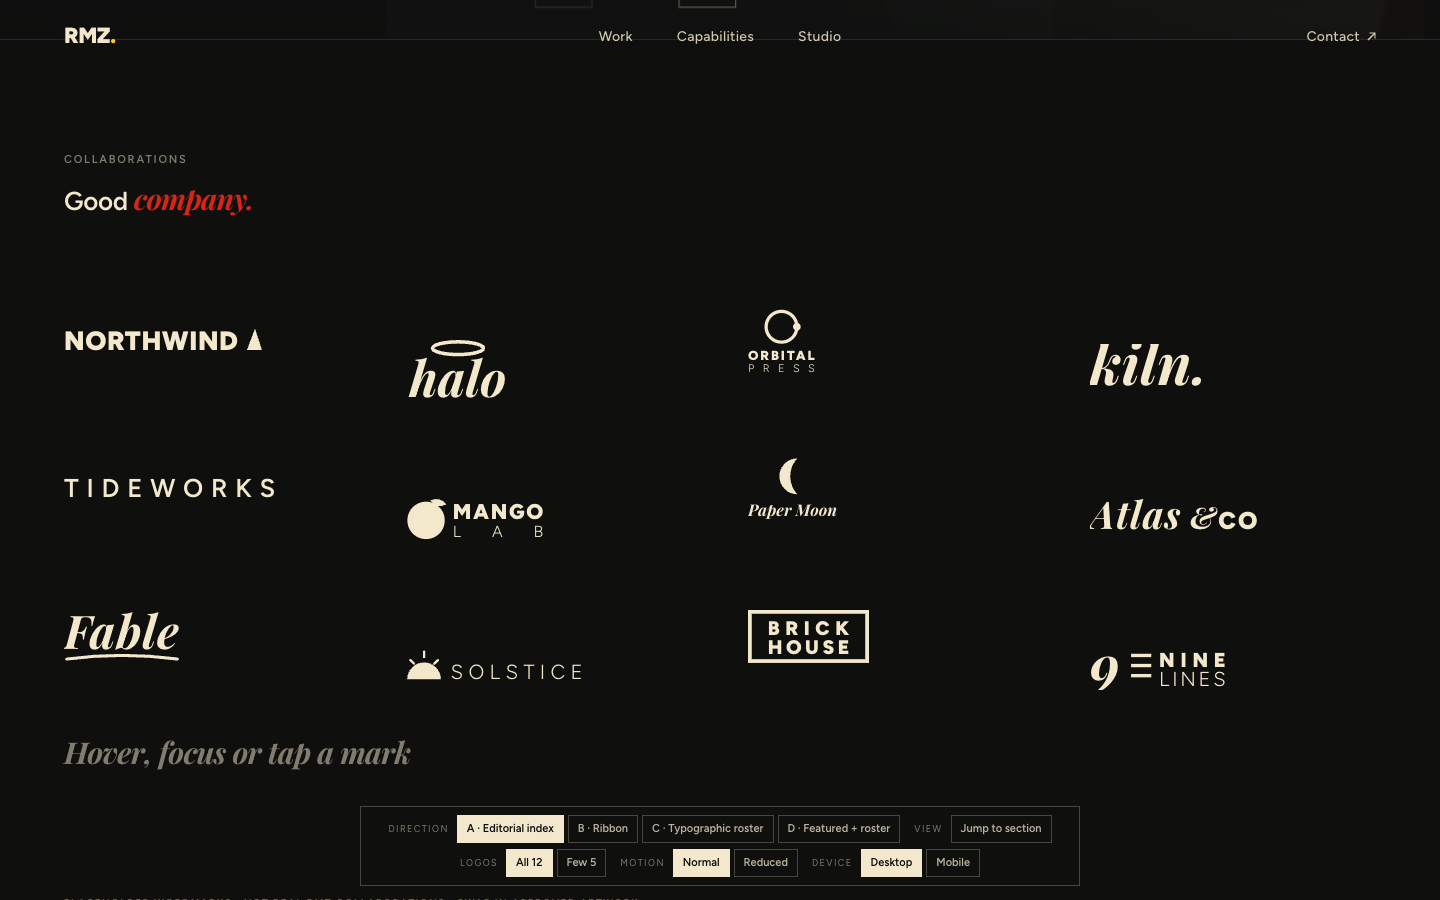 RMZ.
Work
Capabilities
Studio
Contact ↗
COLLABORATIONS
Good company.
NORTHWIND
halo
ORBITAL
PRESS
kiln.
TIDEWORKS
MANGO
LAB
Paper Moon
Atlas &co
Fable
SOLSTICE
BRICK
HOUSE
9 NINE
LINES
Hover, focus or tap a mark
DIRECTION A · Editorial index B · Ribbon C · Typographic roster D · Featured + roster VIEW Jump to section
LOGOS All 12 Few 5 MOTION Normal Reduced DEVICE Desktop Mobile